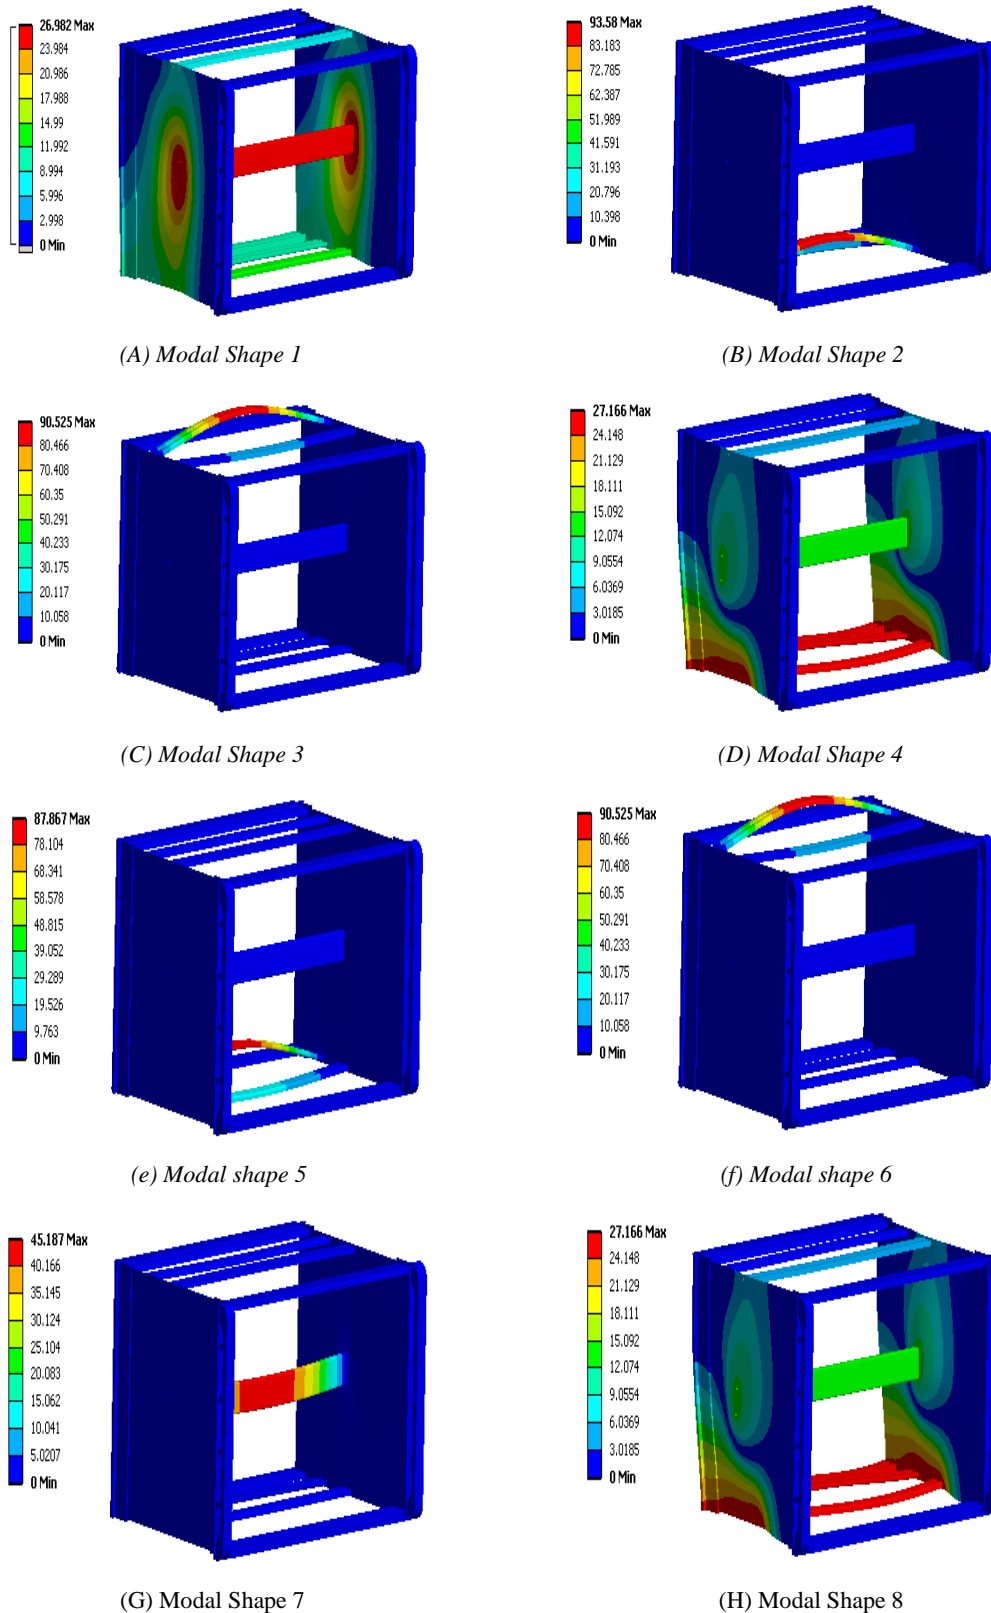 26.982 Max
23.984
20.986
17.988
14.99
11.992
8.994
5.996
2.998
0 Min
93.58 Max
83.183
72.785
62.387
51.989
41.591
31.193
20.796
10.398
0 Min
(A) Modal Shape 1
(B) Modal Shape 2
90.525 Max
80.466
70.408
60.35
50.291
40.233
30.175
20.117
10.058
0 Min
27.166 Max
24.148
21.129
18.111
15.092
12.074
9.0554
6.0369
3.0185
0 Min
(C) Modal Shape 3
(D) Modal Shape 4
87.867 Max
78.104
68.341
58.578
48.815
39.052
29.289
19.526
9.763
0 Min
90.525 Max
80.466
70.408
60.35
50.291
40.233
30.175
20.117
10.058
0 Min
(e) Modal shape 5
(f) Modal shape 6
45.187 Max
40.166
35.145
30.124
25.104
20.083
15.062
10.041
5.0207
0 Min
27.166 Max
24.148
21.129
18.111
15.092
12.074
9.0554
6.0369
3.0185
0 Min
(G) Modal Shape 7
(H) Modal Shape 8